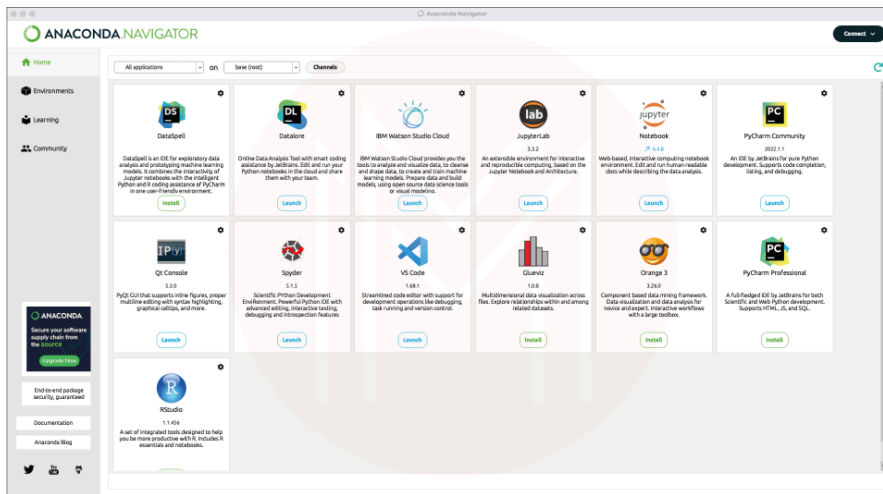 Anaconda Navigator
ANACONDA.NAVIGATOR
Connect
Home
Environments
Learning
Community
All applications
on
base (root)
Channels
DS
DataSpell
DataSpell is an IDE for exploratory data
analysis and prototyping machine learning
models. It combines the interactivity of
Jupyter notebooks with the intelligent
Python and R coding assistance of PyCharm
in one user-friendly environment.
Install
DL
Datalore
Online Data Analysis Tool with smart coding
assistance by JetBrains. Edit and run your
Python notebooks in the cloud and share
them with your team.
Launch
IBM Watson Studio Cloud
IBM Watson Studio Cloud provides you the
tools to analyze and visualize data, to cleanse
and shape data, to create and train machine
learning models. Prepare data and build
models, using open source data science tools
or visual modeling.
Launch
lab
JupyterLab
3.3.2
An extensible environment for interactive
and reproducible computing, based on the
Jupyter Notebook and Architecture.
Launch
jupyter
Notebook
6.4.8
Web-based, interactive computing notebook
environment. Edit and run human-readable
docs while describing the data analysis.
Launch
PC
PyCharm Community
2022.1.1
An IDE by JetBrains for pure Python
development. Supports code completion,
listing, and debugging.
Launch
IP[y]:
Qt Console
5.3.0
PyQt GUI that supports inline figures, proper
multiline editing with syntax highlighting,
graphical calltips, and more.
Launch
Spyder
5.1.5
Scientific PYthon Development
EnviRonment. Powerful Python IDE with
advanced editing, interactive testing,
debugging and introspection features
Launch
VS Code
1.68.1
Streamlined code editor with support for
development operations like debugging,
task running and version control.
Launch
Glueviz
1.0.0
Multidimensional data visualization across
files. Explore relationships within and among
related datasets.
Install
Orange 3
3.26.0
Component based data mining framework.
Data visualization and data analysis for
novice and expert. Interactive workflows
with a large toolbox.
Install
PC
PyCharm Professional
A full-fledged IDE by JetBrains for both
Scientific and Web Python development.
Supports HTML, JS, and SQL.
Install
R
RStudio
1.1.456
A set of integrated tools designed to help
you be more productive with R. Includes R
essentials and notebooks.
ANACONDA
Secure your software
supply chain from
the source
Upgrade Now
End-to-end package
security, guaranteed
Documentation
Anaconda Blog
You